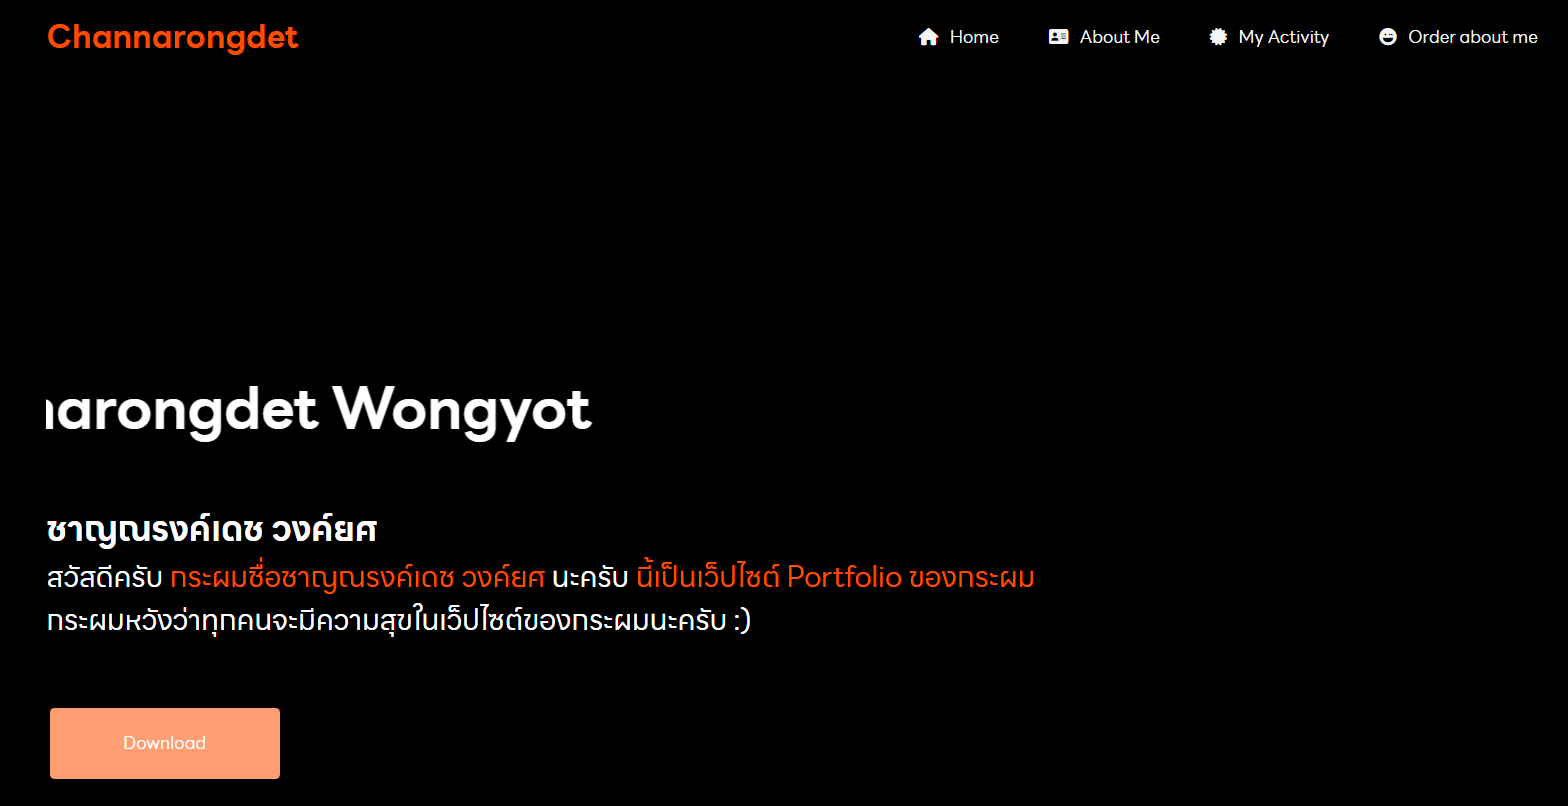 Channarongdet
Home
About Me
My Activity
Order about me
narongdet Wongyot
ชาญณรงค์เดช วงค์ยศ
สวัสดีครับ กระผมชื่อชาญณรงค์เดช วงค์ยศ นะครับ นี้เป็นเว็ปไซต์ Portfolio ของกระผม
กระผมหวังว่าทุกคนจะมีความสุขในเว็ปไซต์ของกระผมนะครับ :)
Download